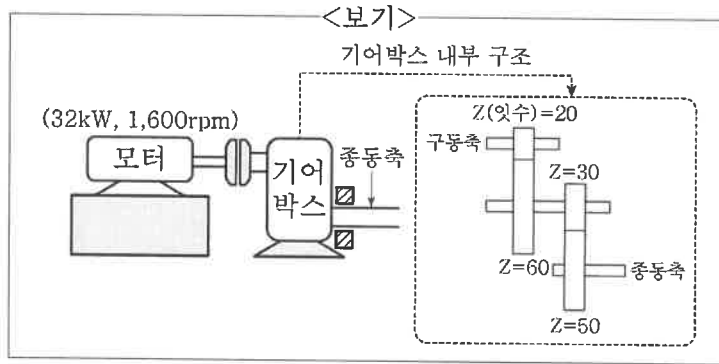 <보기>
기어박스 내부 구조
(32kW, 1,600rpm)
모터
기어
박스
종동축
Z(잇수)=20
구동축
Z=30
Z=60
종동축
Z=50